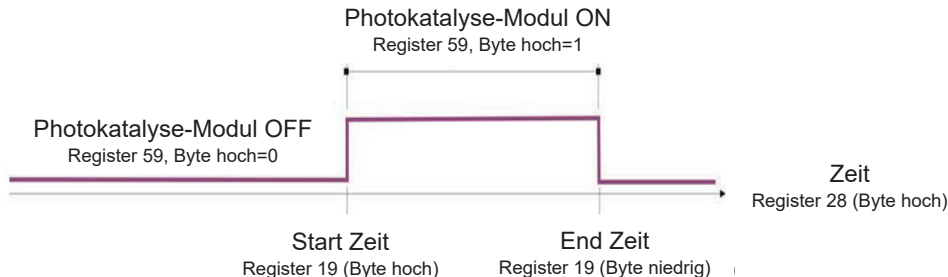 Photokatalyse-Modul ON
Register 59, Byte hoch=1
Photokatalyse-Modul OFF
Register 59, Byte hoch=0
Zeit
Register 28 (Byte hoch)
Start Zeit
Register 19 (Byte hoch)
End Zeit
Register 19 (Byte niedrig)